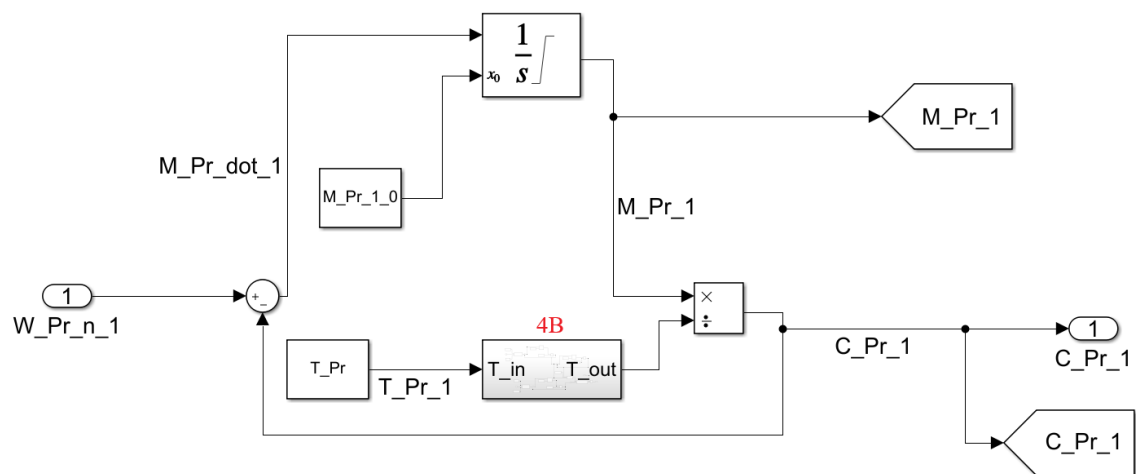 1
s
x₀
M_Pr_1
M_Pr_dot_1
M_Pr_1_0
M_Pr_1
1
+
−
×
÷
W_Pr_n_1
4B
T_Pr
T_Pr_1
T_in
T_out
C_Pr_1
1
C_Pr_1
C_Pr_1